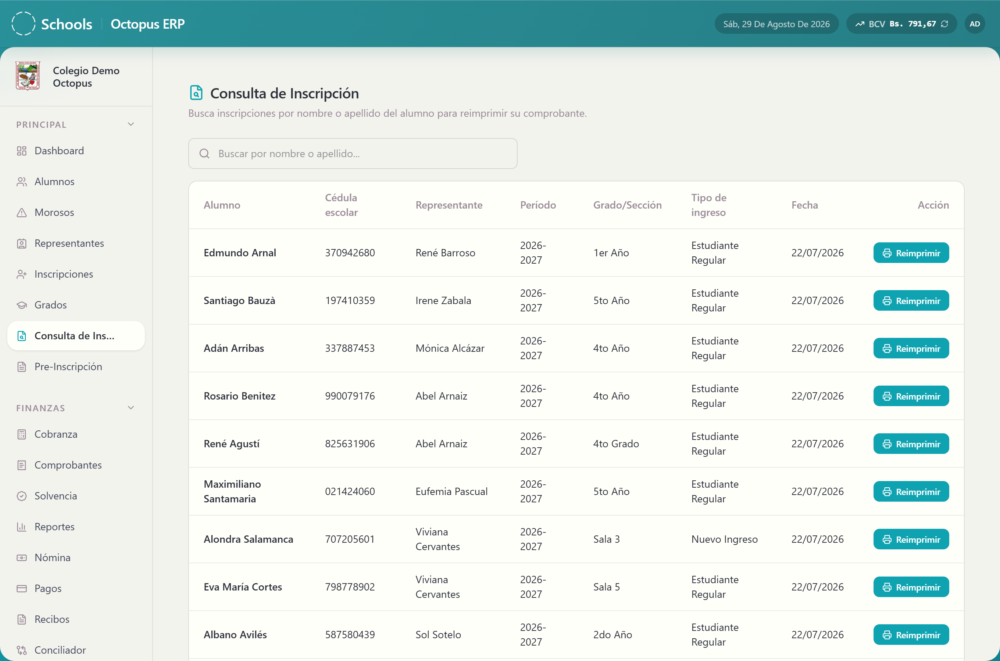 Schools
Octopus ERP
Sáb, 29 De Agosto De 2026
BCV Bs. 791,67
AD
Colegio Demo
Octopus
PRINCIPAL
Dashboard
Alumnos
Morosos
Representantes
Inscripciones
Grados
Consulta de Ins...
Pre-Inscripción
FINANZAS
Cobranza
Comprobantes
Solvencia
Reportes
Nómina
Pagos
Recibos
Conciliador
Consulta de Inscripción
Busca inscripciones por nombre o apellido del alumno para reimprimir su comprobante.
Buscar por nombre o apellido...
Alumno
Cédula
escolar
Representante
Período
Grado/Sección
Tipo de
ingreso
Fecha
Acción
Edmundo Arnal
370942680
René Barroso
2026-
2027
1er Año
Estudiante
Regular
22/07/2026
Reimprimir
Santiago Bauzà
197410359
Irene Zabala
2026-
2027
5to Año
Estudiante
Regular
22/07/2026
Reimprimir
Adán Arribas
337887453
Mónica Alcázar
2026-
2027
4to Año
Estudiante
Regular
22/07/2026
Reimprimir
Rosario Benitez
990079176
Abel Arnaiz
2026-
2027
4to Año
Estudiante
Regular
22/07/2026
Reimprimir
René Agustí
825631906
Abel Arnaiz
2026-
2027
4to Grado
Estudiante
Regular
22/07/2026
Reimprimir
Maximiliano
Santamaria
021424060
Eufemia Pascual
2026-
2027
5to Año
Estudiante
Regular
22/07/2026
Reimprimir
Alondra Salamanca
707205601
Viviana
Cervantes
2026-
2027
Sala 3
Nuevo Ingreso
22/07/2026
Reimprimir
Eva María Cortes
798778902
Viviana
Cervantes
2026-
2027
Sala 5
Estudiante
Regular
22/07/2026
Reimprimir
Albano Avilés
587580439
Sol Sotelo
2026-
2027
2do Año
Estudiante
Regular
22/07/2026
Reimprimir